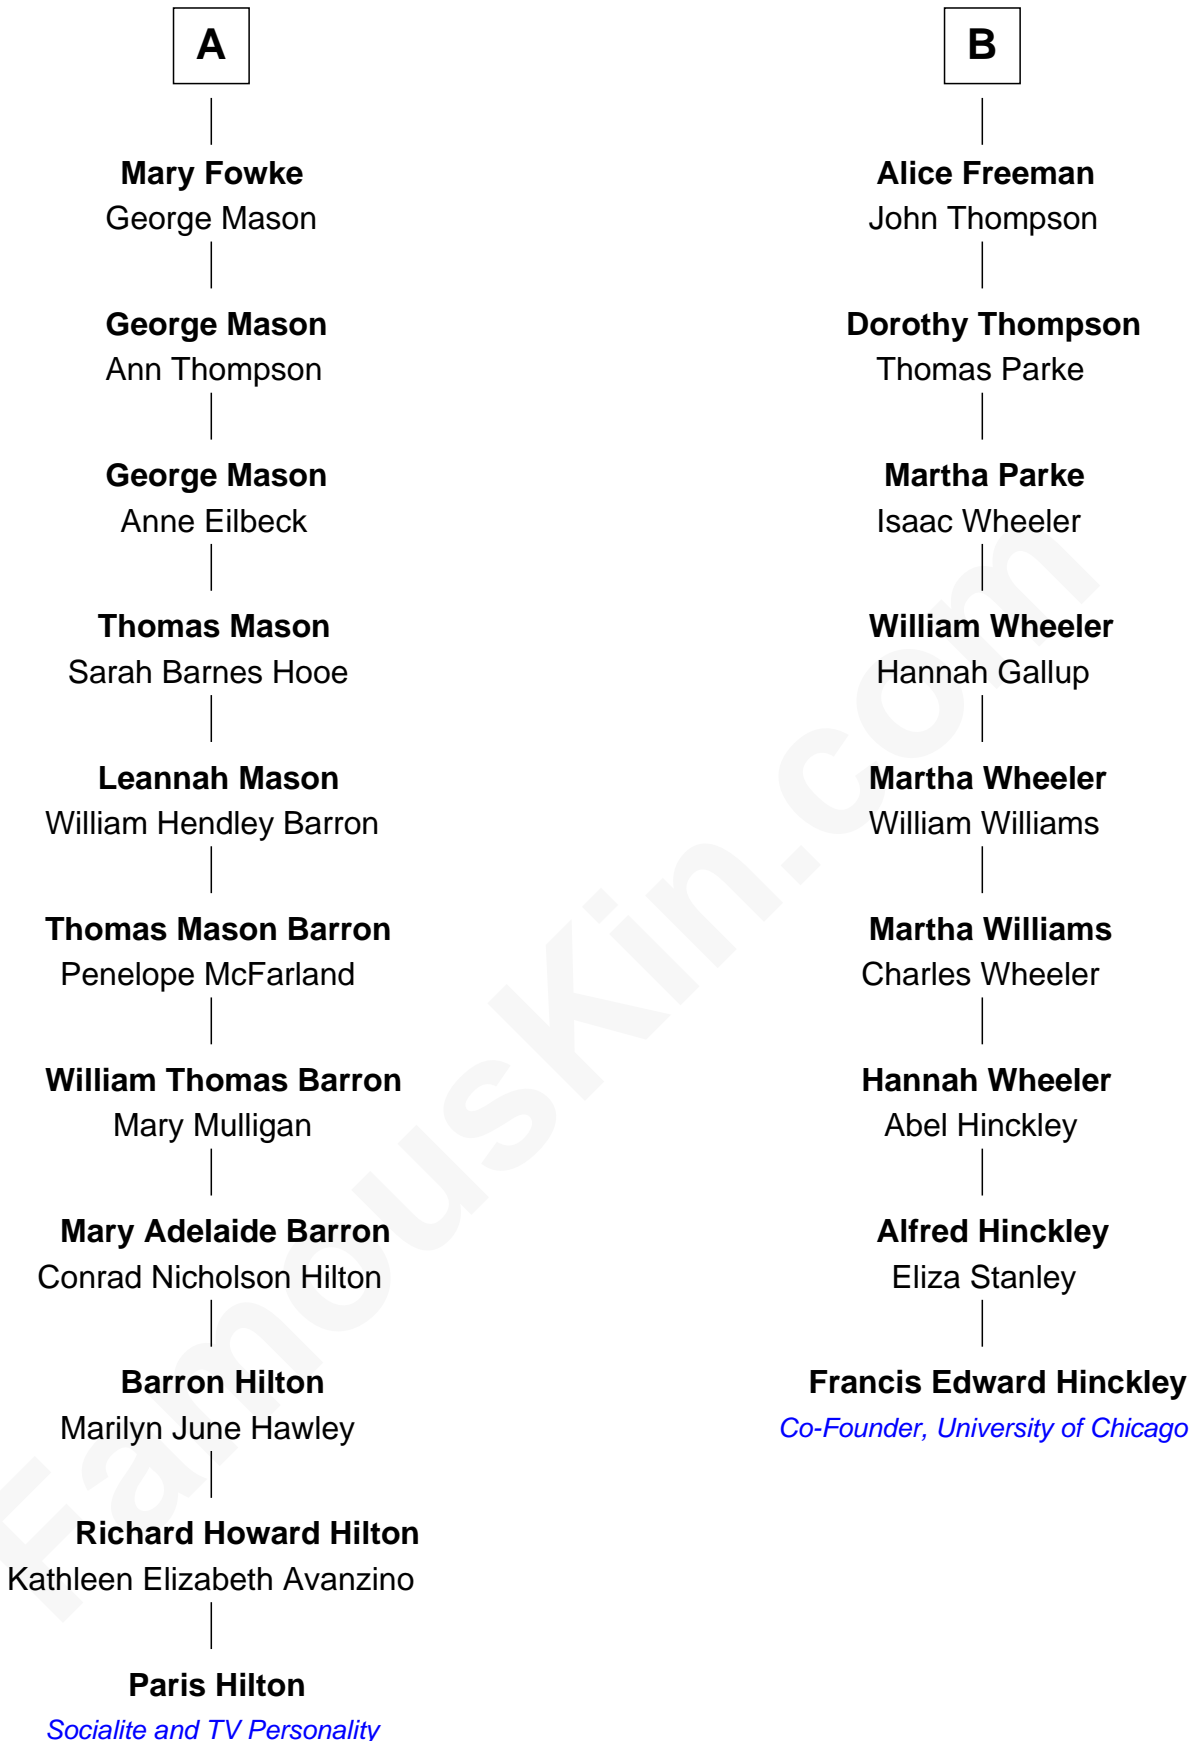 A
Mary Fowke
George Mason
George Mason
Ann Thompson
George Mason
Anne Eilbeck
Thomas Mason
Sarah Barnes Hooe
Leannah Mason
William Hendley Barron
Thomas Mason Barron
Penelope McFarland
William Thomas Barron
Mary Mulligan
Mary Adelaide Barron
Conrad Nicholson Hilton
Barron Hilton
Marilyn June Hawley
Richard Howard Hilton
Kathleen Elizabeth Avanzino
Paris Hilton
Socialite and TV Personality
B
Alice Freeman
John Thompson
Dorothy Thompson
Thomas Parke
Martha Parke
Isaac Wheeler
William Wheeler
Hannah Gallup
Martha Wheeler
William Williams
Martha Williams
Charles Wheeler
Hannah Wheeler
Abel Hinckley
Alfred Hinckley
Eliza Stanley
Francis Edward Hinckley
Co-Founder, University of Chicago
FamousKin.com